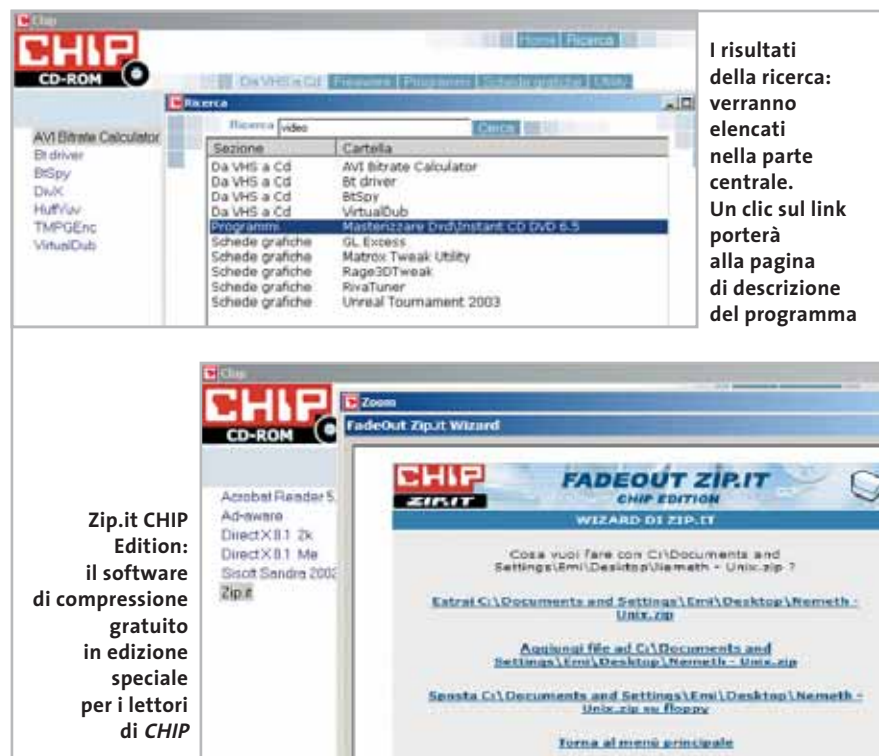 Chip
CHIP
CD-ROM
Home Ricerca
Da VHS a Cd Freeware Programmi Schede grafiche Utility
AVI Bitrate Calculator
Bt driver
BtSpy
DivX
HuffYuv
TMPGEnc
VirtualDub
Ricerca
Ricerca video Cerca
Sezione Cartella
Da VHS a Cd AVI Bitrate Calculator
Da VHS a Cd Bt driver
Da VHS a Cd BtSpy
Da VHS a Cd VirtualDub
Programmi Masterizzare Dvd\Instant CD DVD 6.5
Schede grafiche GL Excess
Schede grafiche Matrox Tweak Utility
Schede grafiche Rage3DTweak
Schede grafiche RivaTuner
Schede grafiche Unreal Tournament 2003
I risultati
della ricerca:
verranno
elencati
nella parte
centrale.
Un clic sul link
porterà
alla pagina
di descrizione
del programma
Zip.it CHIP
Edition:
il software
di compressione
gratuito
in edizione
speciale
per i lettori
di CHIP
Chip
CHIP
CD-ROM
Acrobat Reader 5.
Ad-aware
DirectX 8.1 2k
DirectX 8.1 Me
Sisoft Sandra 2002
Zip.it
Zoom
FadeOut Zip.it Wizard
CHIP
ZIP.IT
FADEOUT ZIP.IT
CHIP EDITION
WIZARD DI ZIP.IT
Cosa vuoi fare con C:\Documents and
Settings\Emi\Desktop\Nemeth - Unix.zip ?
Estrai C:\Documents and Settings\Emi\Desktop\Nemeth -
Unix.zip
Aggiungi file ad C:\Documents and
Settings\Emi\Desktop\Nemeth - Unix.zip
Sposta C:\Documents and Settings\Emi\Desktop\Nemeth -
Unix.zip su floppy
Torna al menù principale